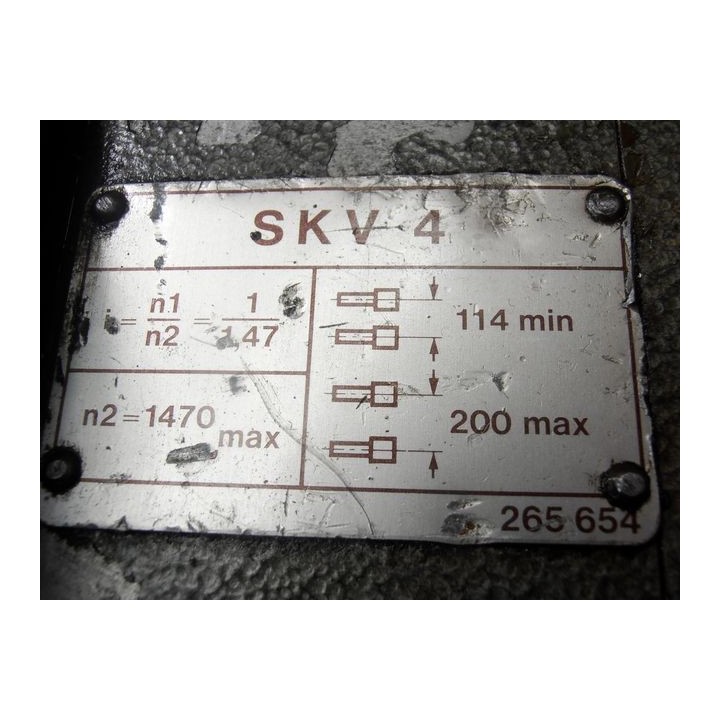 SKV 4
i = n1/n2 = 1/1,47
n2 = 1470 max
114 min
200 max
265 654